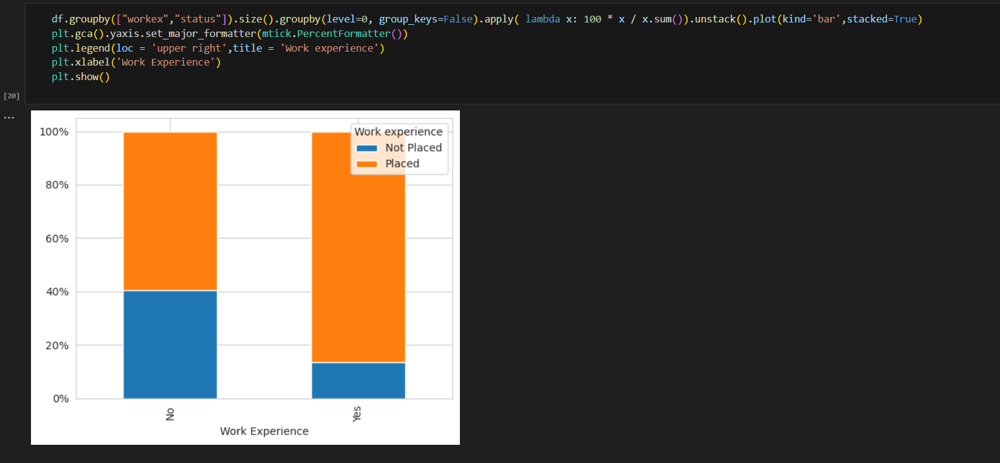 df.groupby(["workex","status"]).size().groupby(level=0, group_keys=False).apply( lambda x: 100 * x / x.sum()).unstack().plot(kind='bar',stacked=True)
plt.gca().yaxis.set_major_formatter(mtick.PercentFormatter())
plt.legend(loc = 'upper right',title = 'Work experience')
plt.xlabel('Work Experience')
plt.show()
[20]
...
100%
80%
60%
40%
20%
0%
Work experience
Not Placed
Placed
No
Yes
Work Experience